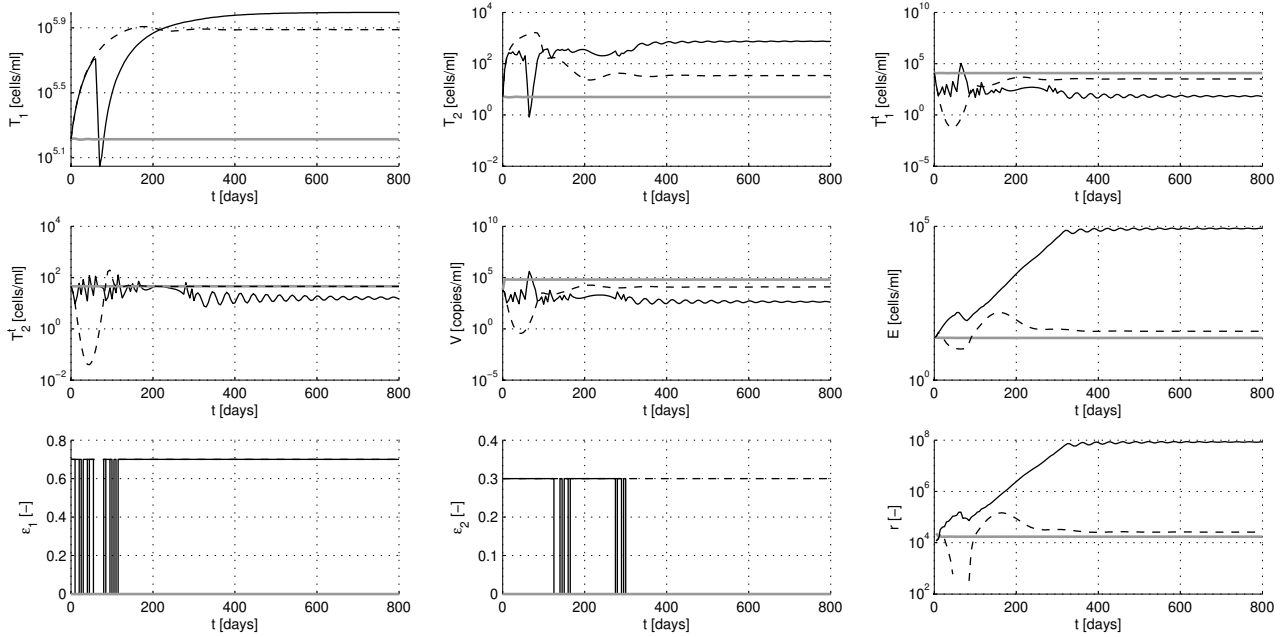 10^5.9
10^5.5
10^5.1
T_1 [cells/ml]
0 200 400 600 800
t [days]
10^4
10^2
10^0
10^−2
T_2 [cells/ml]
0 200 400 600 800
t [days]
10^10
10^5
10^0
10^−5
T_1^t [cells/ml]
0 200 400 600 800
t [days]
10^4
10^2
10^0
10^−2
T_2^t [cells/ml]
0 200 400 600 800
t [days]
10^10
10^5
10^0
10^−5
V [copies/ml]
0 200 400 600 800
t [days]
10^5
10^0
E [cells/ml]
0 200 400 600 800
t [days]
0.8
0.6
0.4
0.2
0
ε_1 [−]
0 200 400 600 800
t [days]
0.4
0.3
0.2
0.1
0
ε_2 [−]
0 200 400 600 800
t [days]
10^8
10^6
10^4
10^2
r [−]
0 200 400 600 800
t [days]